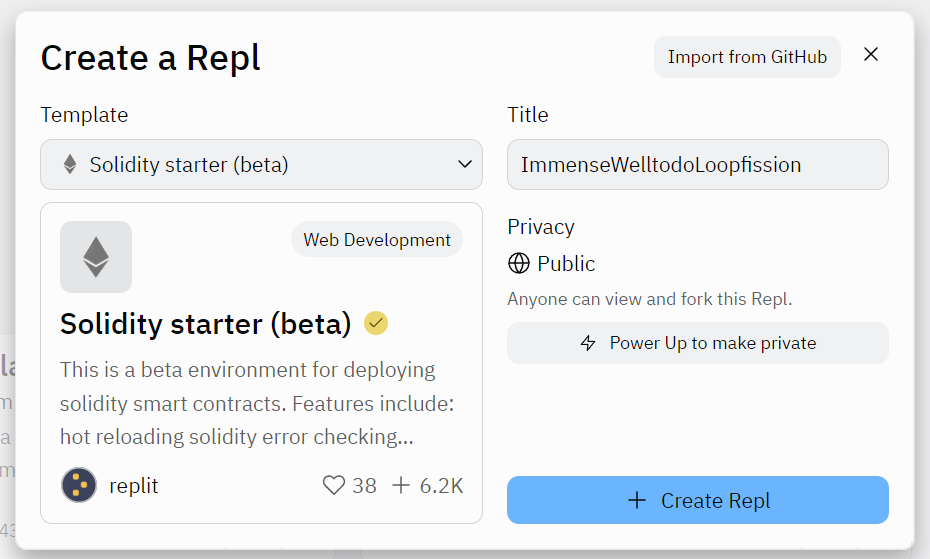 Create a Repl
Import from GitHub
Template
Solidity starter (beta)
Web Development
Solidity starter (beta)
This is a beta environment for deploying
solidity smart contracts. Features include:
hot reloading solidity error checking...
replit
38
6.2K
Title
ImmenseWelltodoLoopfission
Privacy
Public
Anyone can view and fork this Repl.
Power Up to make private
+ Create Repl